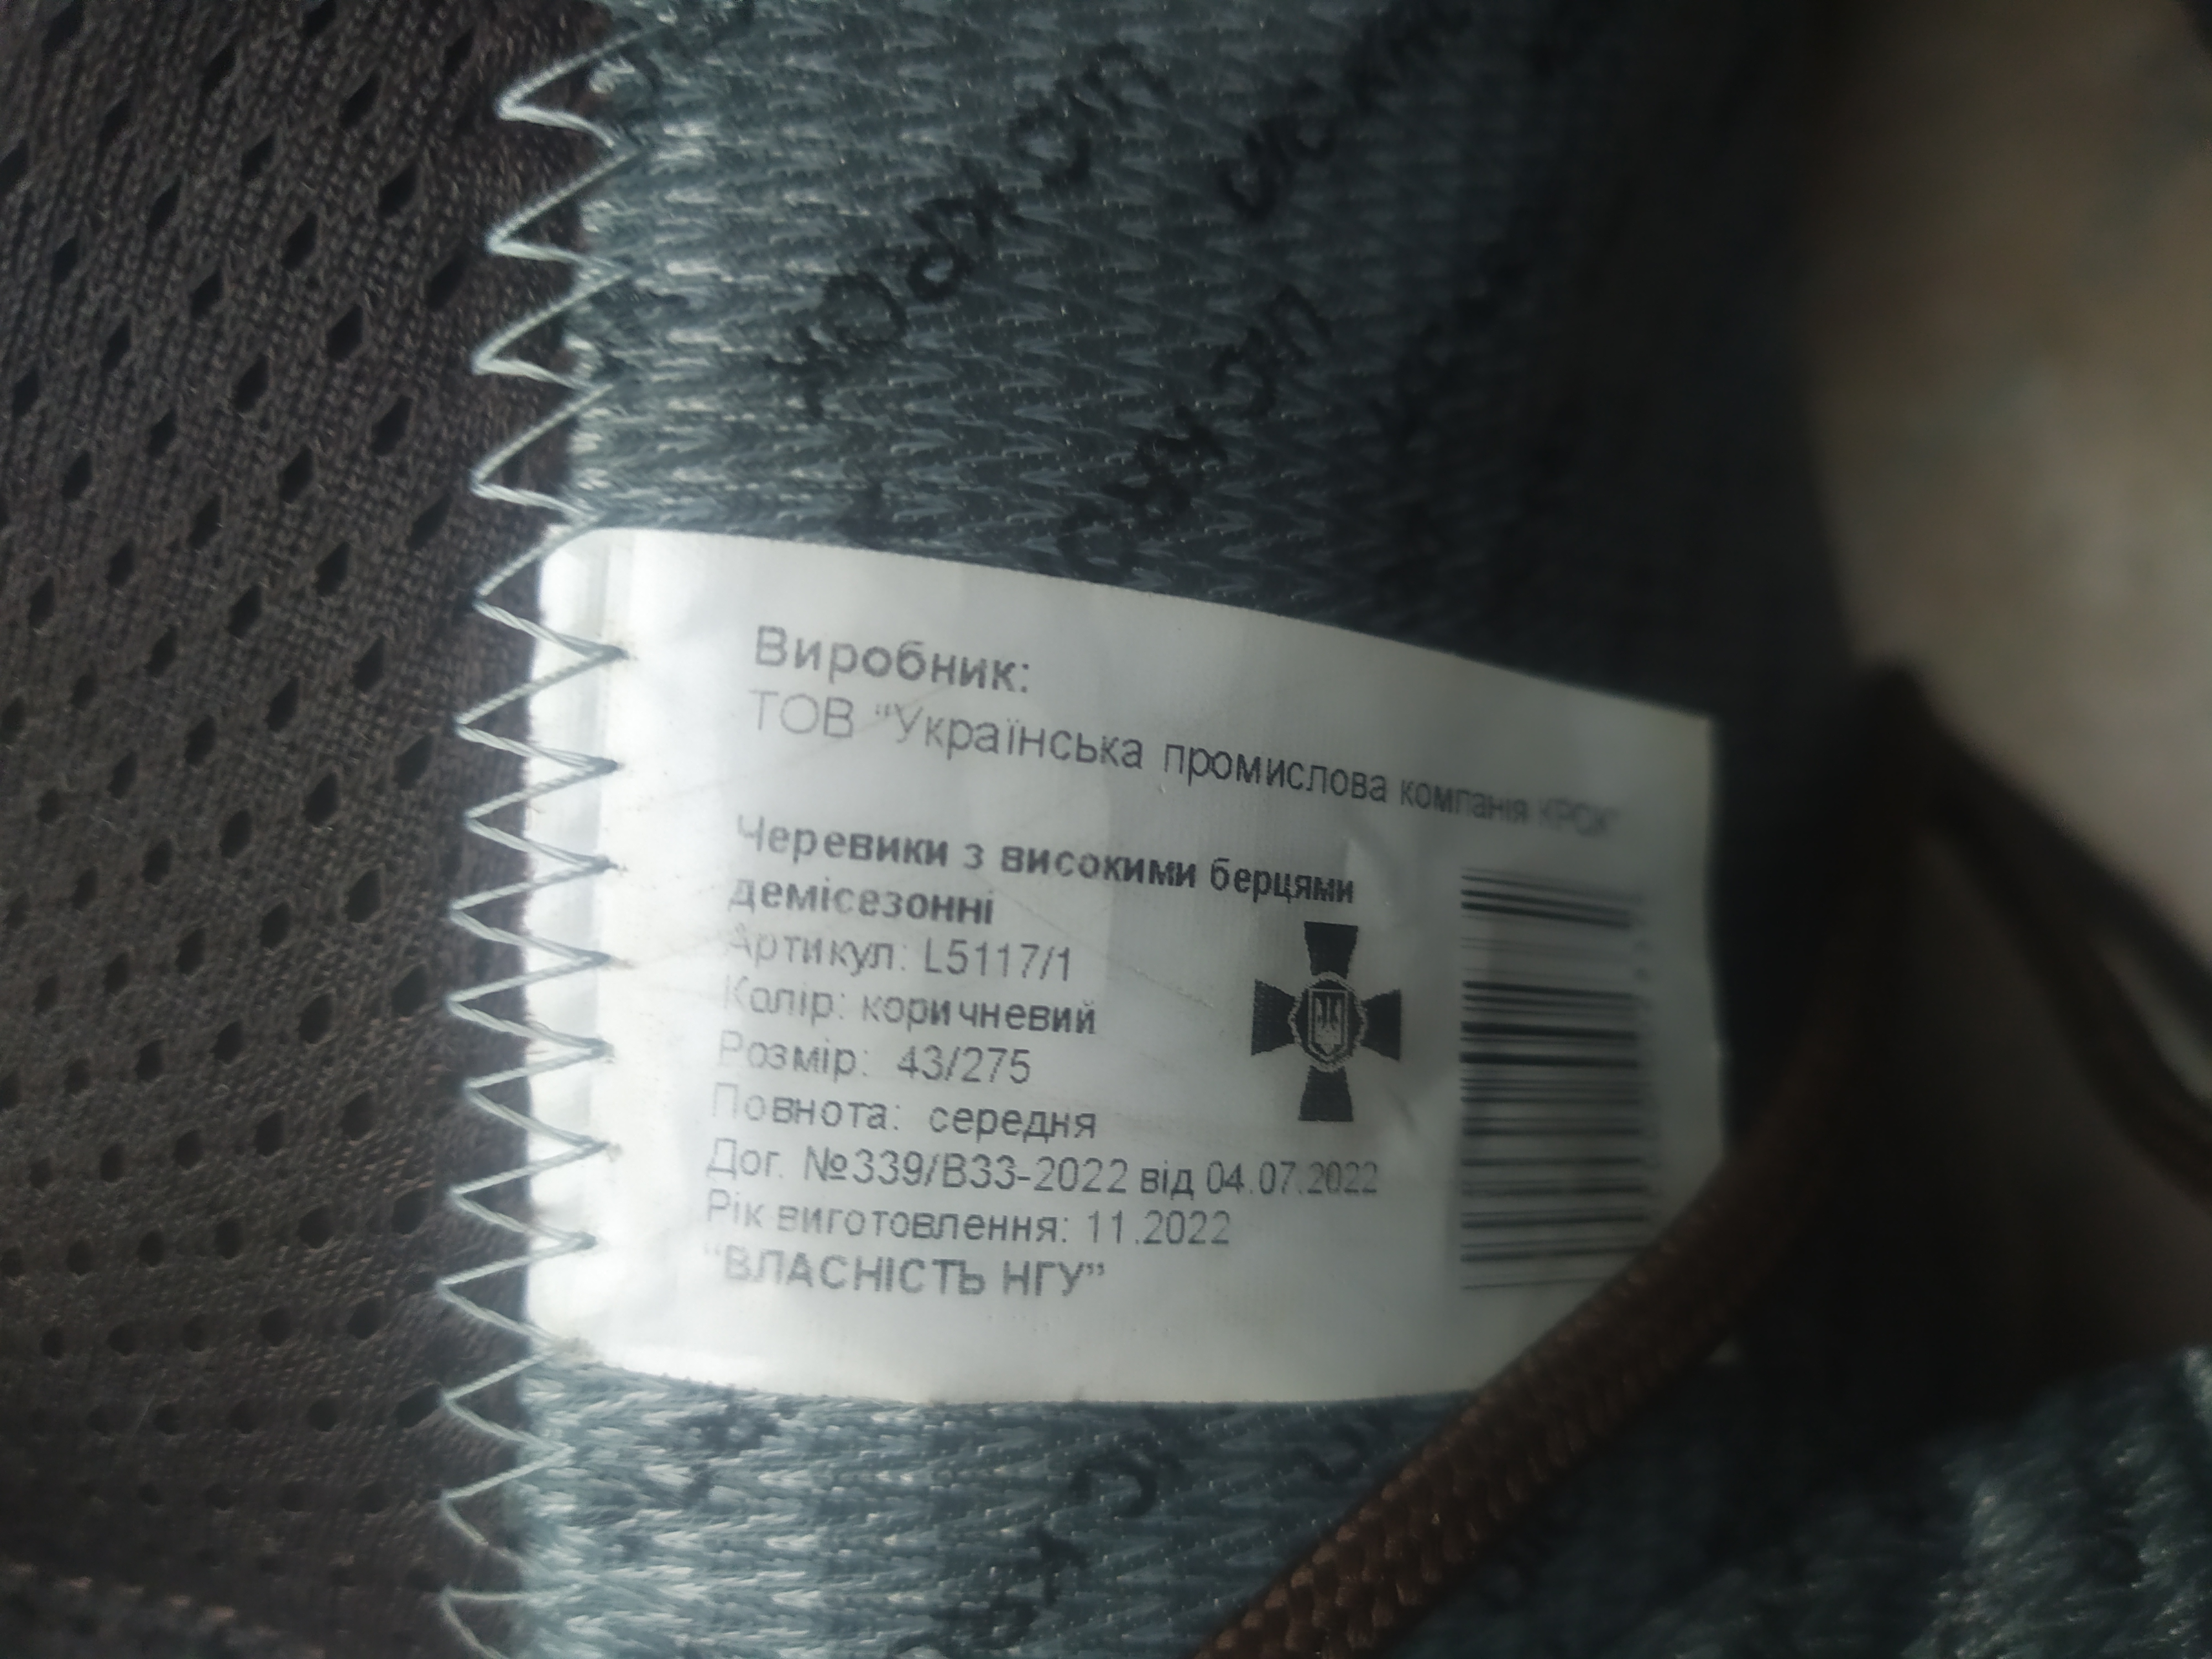 Виробник:
ТОВ “Українська промислова компанія КРОК”
Черевики з високими берцями
демісезонні
Артикул: L5117/1
Колір: коричневий
Розмір: 43/275
Повнота: середня
Дог. №339/В33-2022 від 04.07.2022
Рік виготовлення: 11.2022
“ВЛАСНІСТЬ НГУ”